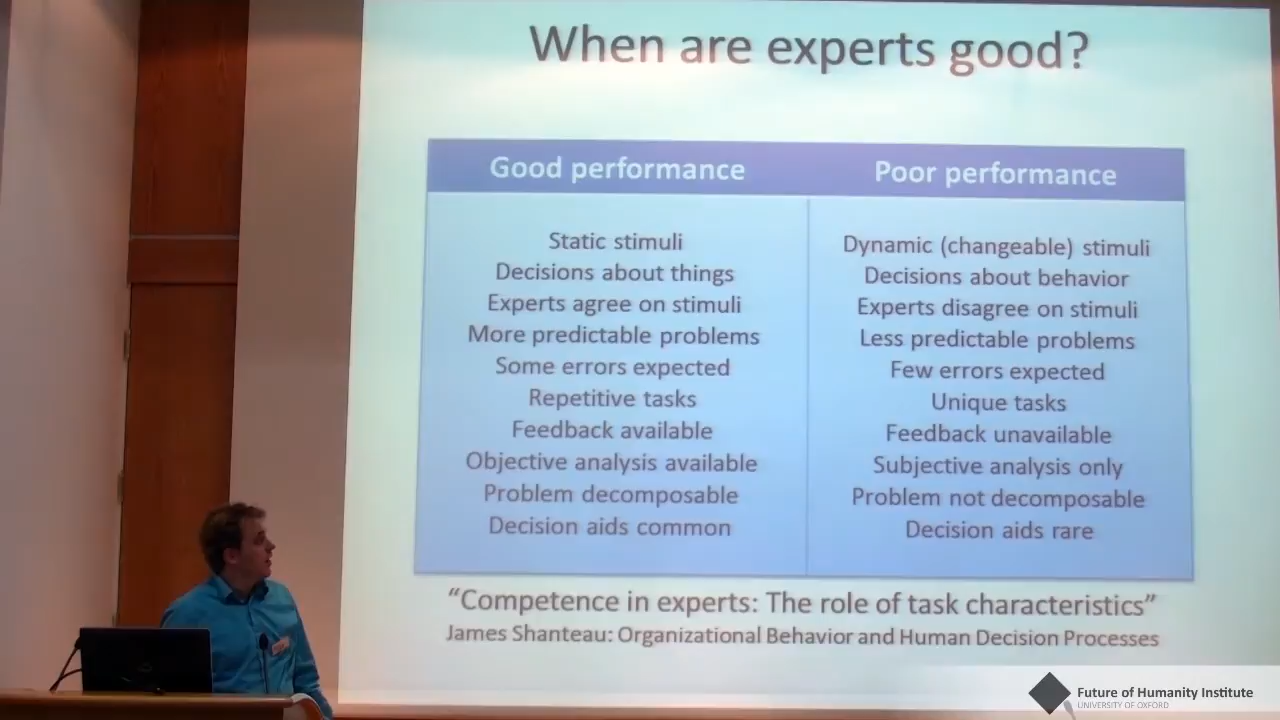 When are experts good?
Good performance
Poor performance
Static stimuli
Dynamic (changeable) stimuli
Decisions about things
Decisions about behavior
Experts agree on stimuli
Experts disagree on stimuli
More predictable problems
Less predictable problems
Some errors expected
Few errors expected
Repetitive tasks
Unique tasks
Feedback available
Feedback unavailable
Objective analysis available
Subjective analysis only
Problem decomposable
Problem not decomposable
Decision aids common
Decision aids rare
“Competence in experts: The role of task characteristics”
James Shanteau: Organizational Behavior and Human Decision Processes
Future of Humanity Institute
UNIVERSITY OF OXFORD